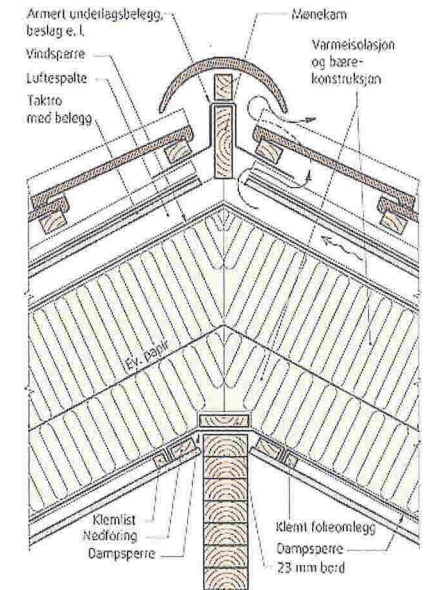 Armert underlagsbelegg,
beslag e. l.
Vindsperre
Luftespalte
Taktro
med belegg
Mønekam
Varmeisolasjon
og bære-
konstruksjon
Ev. papir
Klemlist
Nedfôring
Dampsperre
Klemt folieomlegg
Dampsperre
23 mm bord